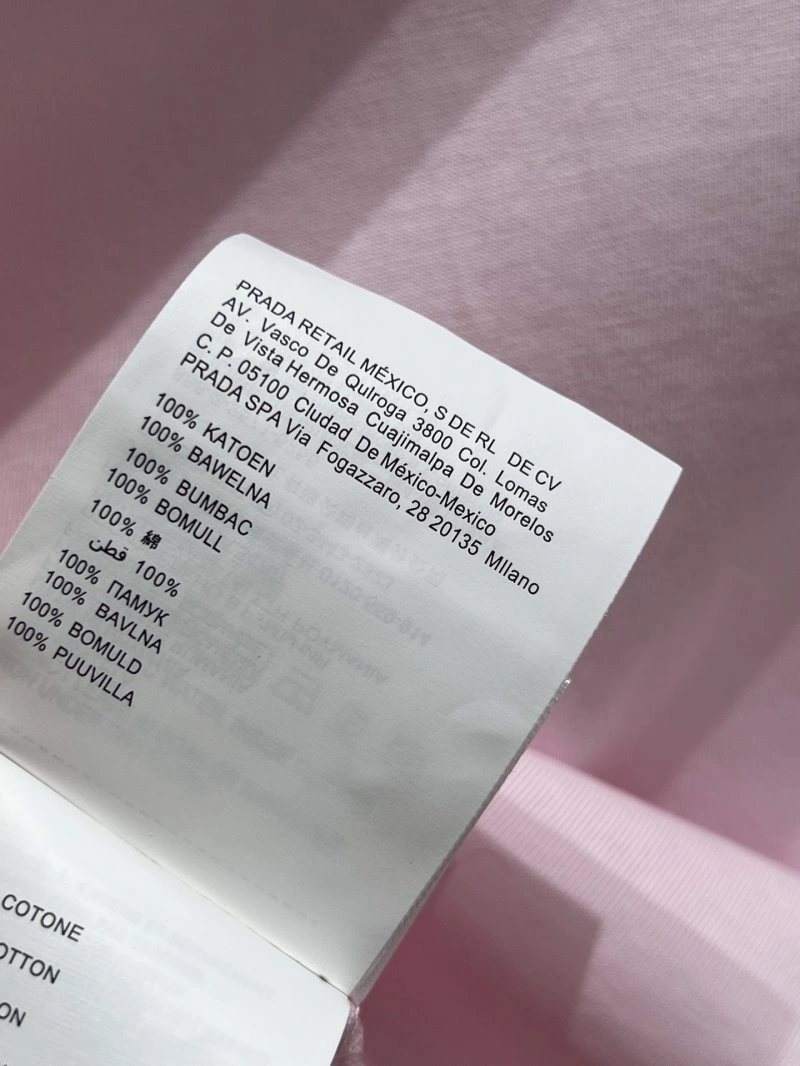 PRADA RETAIL MÉXICO, S DE RL DE CV
AV. Vasco De Quiroga 3800 Col. Lomas
De Vista Hermosa Cuajimalpa De Morelos
C. P. 05100 Ciudad De México-Mexico
PRADA SPA Via Fogazzaro, 28 20135 MIlano
100% KATOEN
100% BAWELNA
100% BUMBAC
100% BOMULL
100% 綿
100% قطن
100% ПАМУК
100% BAVLNA
100% BOMULD
100% PUUVILLA
COTONE
OTTON
ON